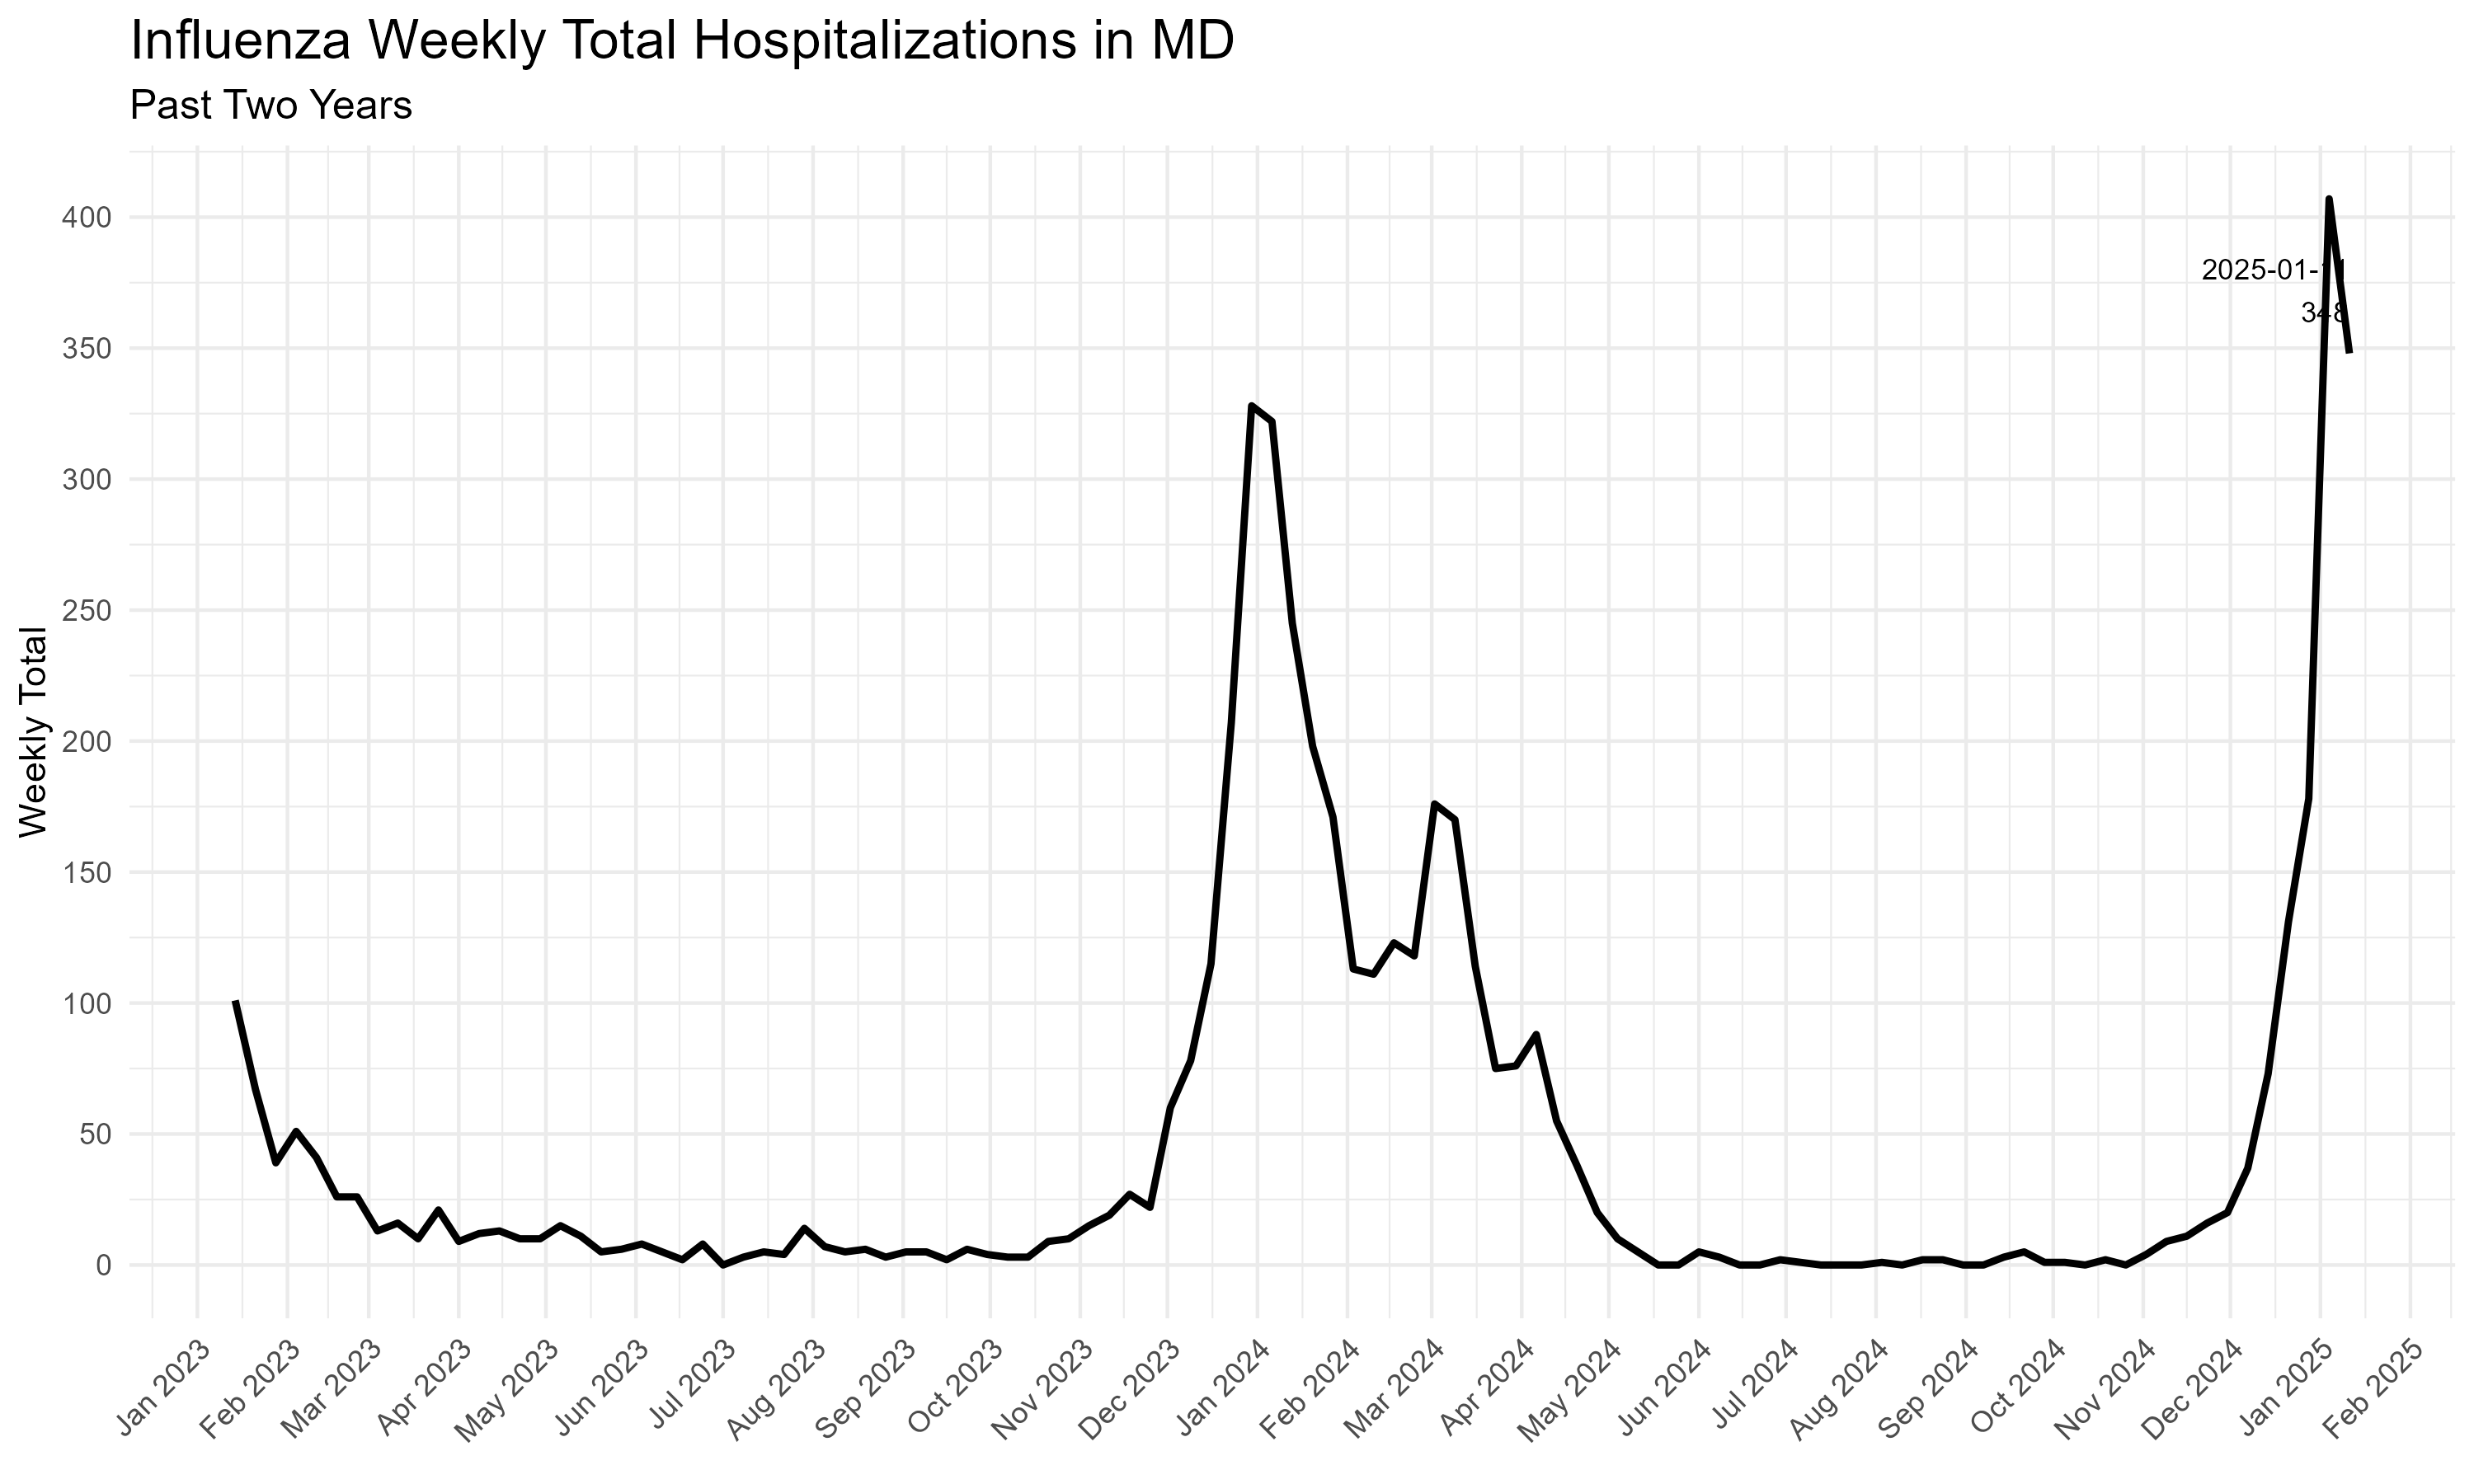 Influenza Weekly Total Hospitalizations in MD
Past Two Years
Weekly Total
400
350
300
250
200
150
100
50
0
2025-01-11
348
Jan 2023
Feb 2023
Mar 2023
Apr 2023
May 2023
Jun 2023
Jul 2023
Aug 2023
Sep 2023
Oct 2023
Nov 2023
Dec 2023
Jan 2024
Feb 2024
Mar 2024
Apr 2024
May 2024
Jun 2024
Jul 2024
Aug 2024
Sep 2024
Oct 2024
Nov 2024
Dec 2024
Jan 2025
Feb 2025